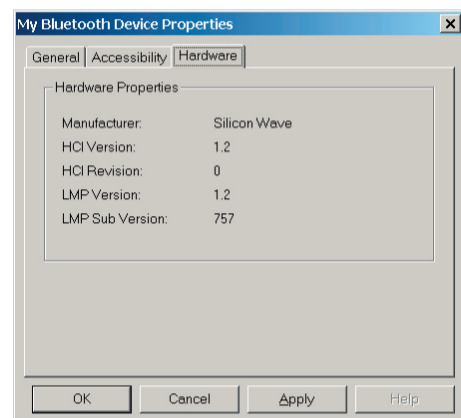 My Bluetooth Device Properties
General Accessibility Hardware
Hardware Properties
Manufacturer: Silicon Wave
HCI Version: 1.2
HCI Revision: 0
LMP Version: 1.2
LMP Sub Version: 757
OK Cancel Apply Help